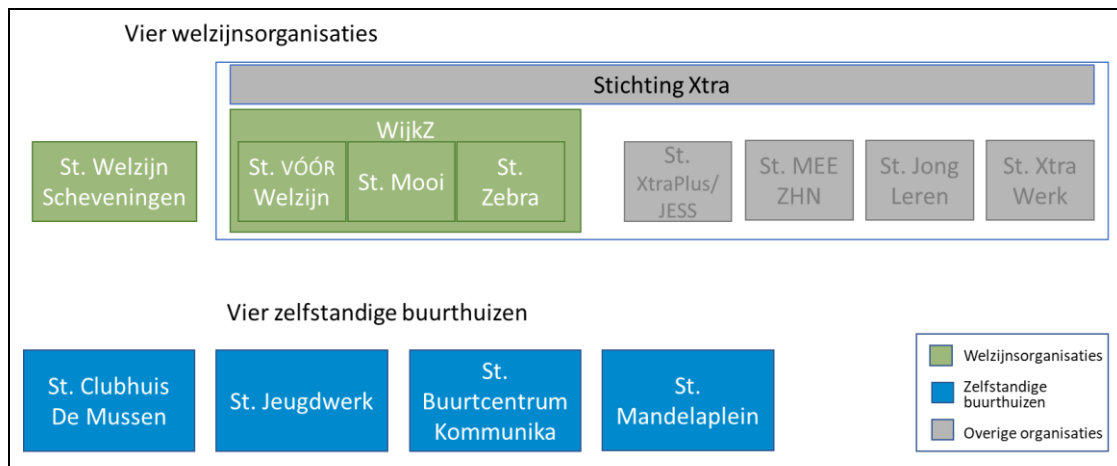 Vier welzijnsorganisaties
Stichting Xtra
WijkZ
St. Welzijn
Scheveningen
St. VÓÓR
Welzijn
St. Mooi
St.
Zebra
St.
XtraPlus/
JESS
St. MEE
ZHN
St. Jong
Leren
St. Xtra
Werk
Vier zelfstandige buurthuizen
St. Clubhuis
De Mussen
St. Jeugdwerk
St.
Buurtcentrum
Kommunika
St.
Mandelaplein
Welzijnsorganisaties
Zelfstandige
buurthuizen
Overige organisaties